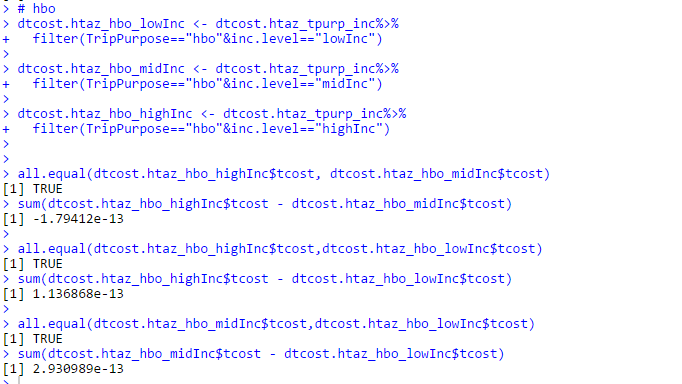 > # hbo
> dtcost.htaz_hbo_lowInc <- dtcost.htaz_tpurp_inc%>%
+   filter(TripPurpose=="hbo"&inc.level=="lowInc")
>
> dtcost.htaz_hbo_midInc <- dtcost.htaz_tpurp_inc%>%
+   filter(TripPurpose=="hbo"&inc.level=="midInc")
>
> dtcost.htaz_hbo_highInc <- dtcost.htaz_tpurp_inc%>%
+   filter(TripPurpose=="hbo"&inc.level=="highInc")
>
>
> all.equal(dtcost.htaz_hbo_highInc$tcost, dtcost.htaz_hbo_midInc$tcost)
[1] TRUE
> sum(dtcost.htaz_hbo_highInc$tcost - dtcost.htaz_hbo_midInc$tcost)
[1] -1.79412e-13
>
> all.equal(dtcost.htaz_hbo_highInc$tcost,dtcost.htaz_hbo_lowInc$tcost)
[1] TRUE
> sum(dtcost.htaz_hbo_highInc$tcost - dtcost.htaz_hbo_lowInc$tcost)
[1] 1.136868e-13
>
> all.equal(dtcost.htaz_hbo_midInc$tcost,dtcost.htaz_hbo_lowInc$tcost)
[1] TRUE
> sum(dtcost.htaz_hbo_midInc$tcost - dtcost.htaz_hbo_lowInc$tcost)
[1] 2.930989e-13
>